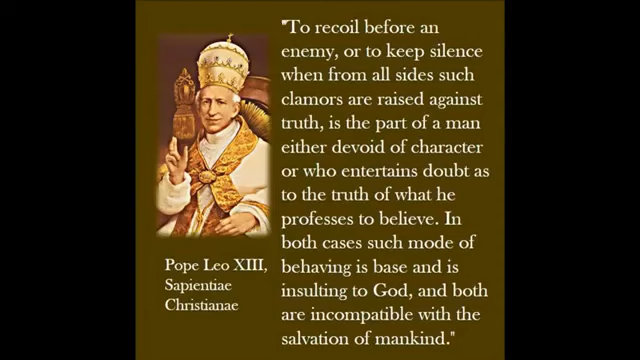 "To recoil before an
enemy, or to keep silence
when from all sides such
clamors are raised against
truth, is the part of a man
either devoid of character
or who entertains doubt as
to the truth of what he
professes to believe. In
both cases such mode of
behaving is base and is
insulting to God, and both
are incompatible with the
salvation of mankind."
Pope Leo XIII,
Sapientiae
Christianae